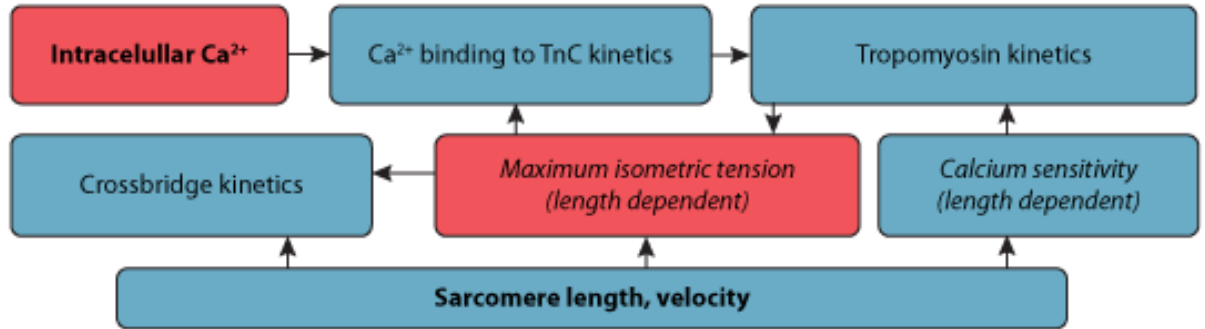 Intracelullar Ca²⁺
Ca²⁺ binding to TnC kinetics
Tropomyosin kinetics
Crossbridge kinetics
Maximum isometric tension
(length dependent)
Calcium sensitivity
(length dependent)
Sarcomere length, velocity